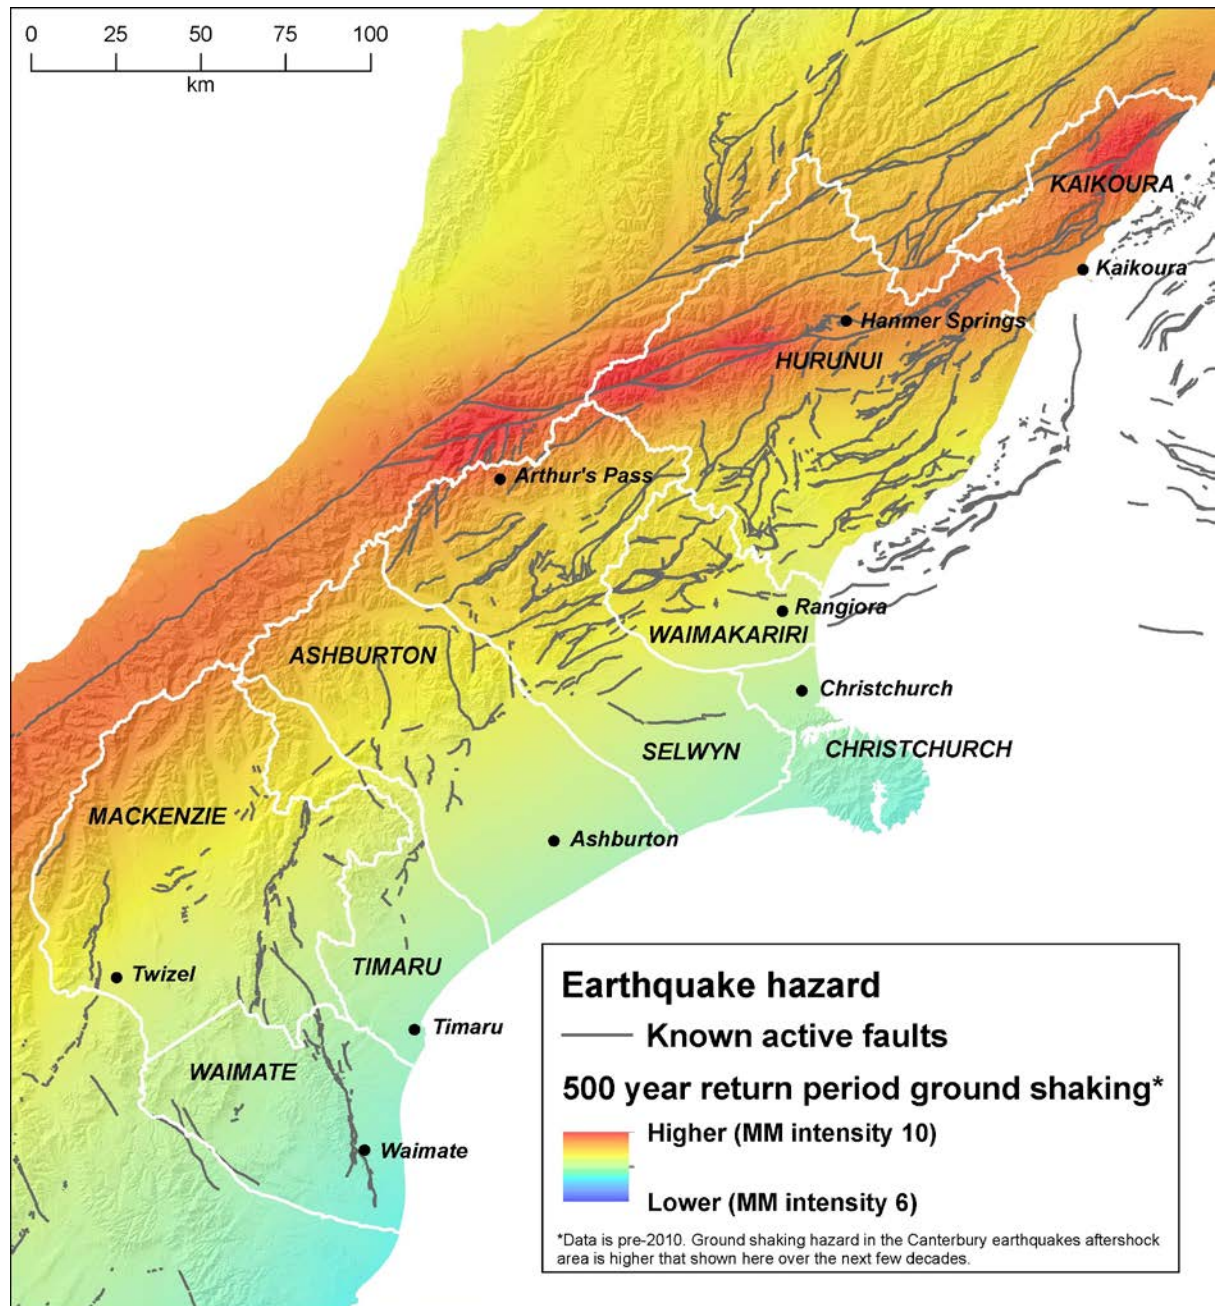 0 25 50 75 100
km
KAIKOURA
Kaikoura
Hanmer Springs
HURUNUI
Arthur's Pass
Rangiora
WAIMAKARIRI
ASHBURTON
Christchurch
SELWYN
CHRISTCHURCH
MACKENZIE
Ashburton
TIMARU
Twizel
Timaru
WAIMATE
Waimate
Earthquake hazard
Known active faults
500 year return period ground shaking*
Higher (MM intensity 10)
Lower (MM intensity 6)
*Data is pre-2010. Ground shaking hazard in the Canterbury earthquakes aftershock
area is higher that shown here over the next few decades.